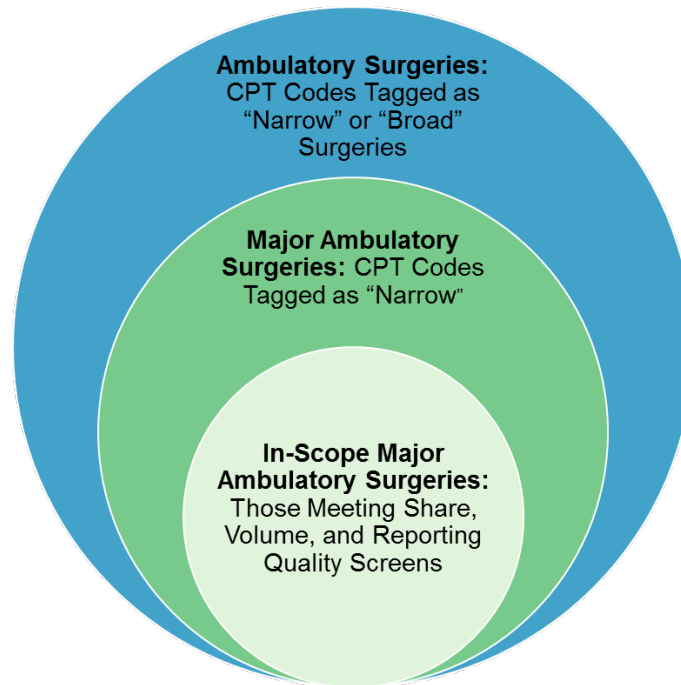 Ambulatory Surgeries:
CPT Codes Tagged as
“Narrow” or “Broad”
Surgeries
Major Ambulatory
Surgeries: CPT Codes
Tagged as “Narrow”
In-Scope Major
Ambulatory Surgeries:
Those Meeting Share,
Volume, and Reporting
Quality Screens